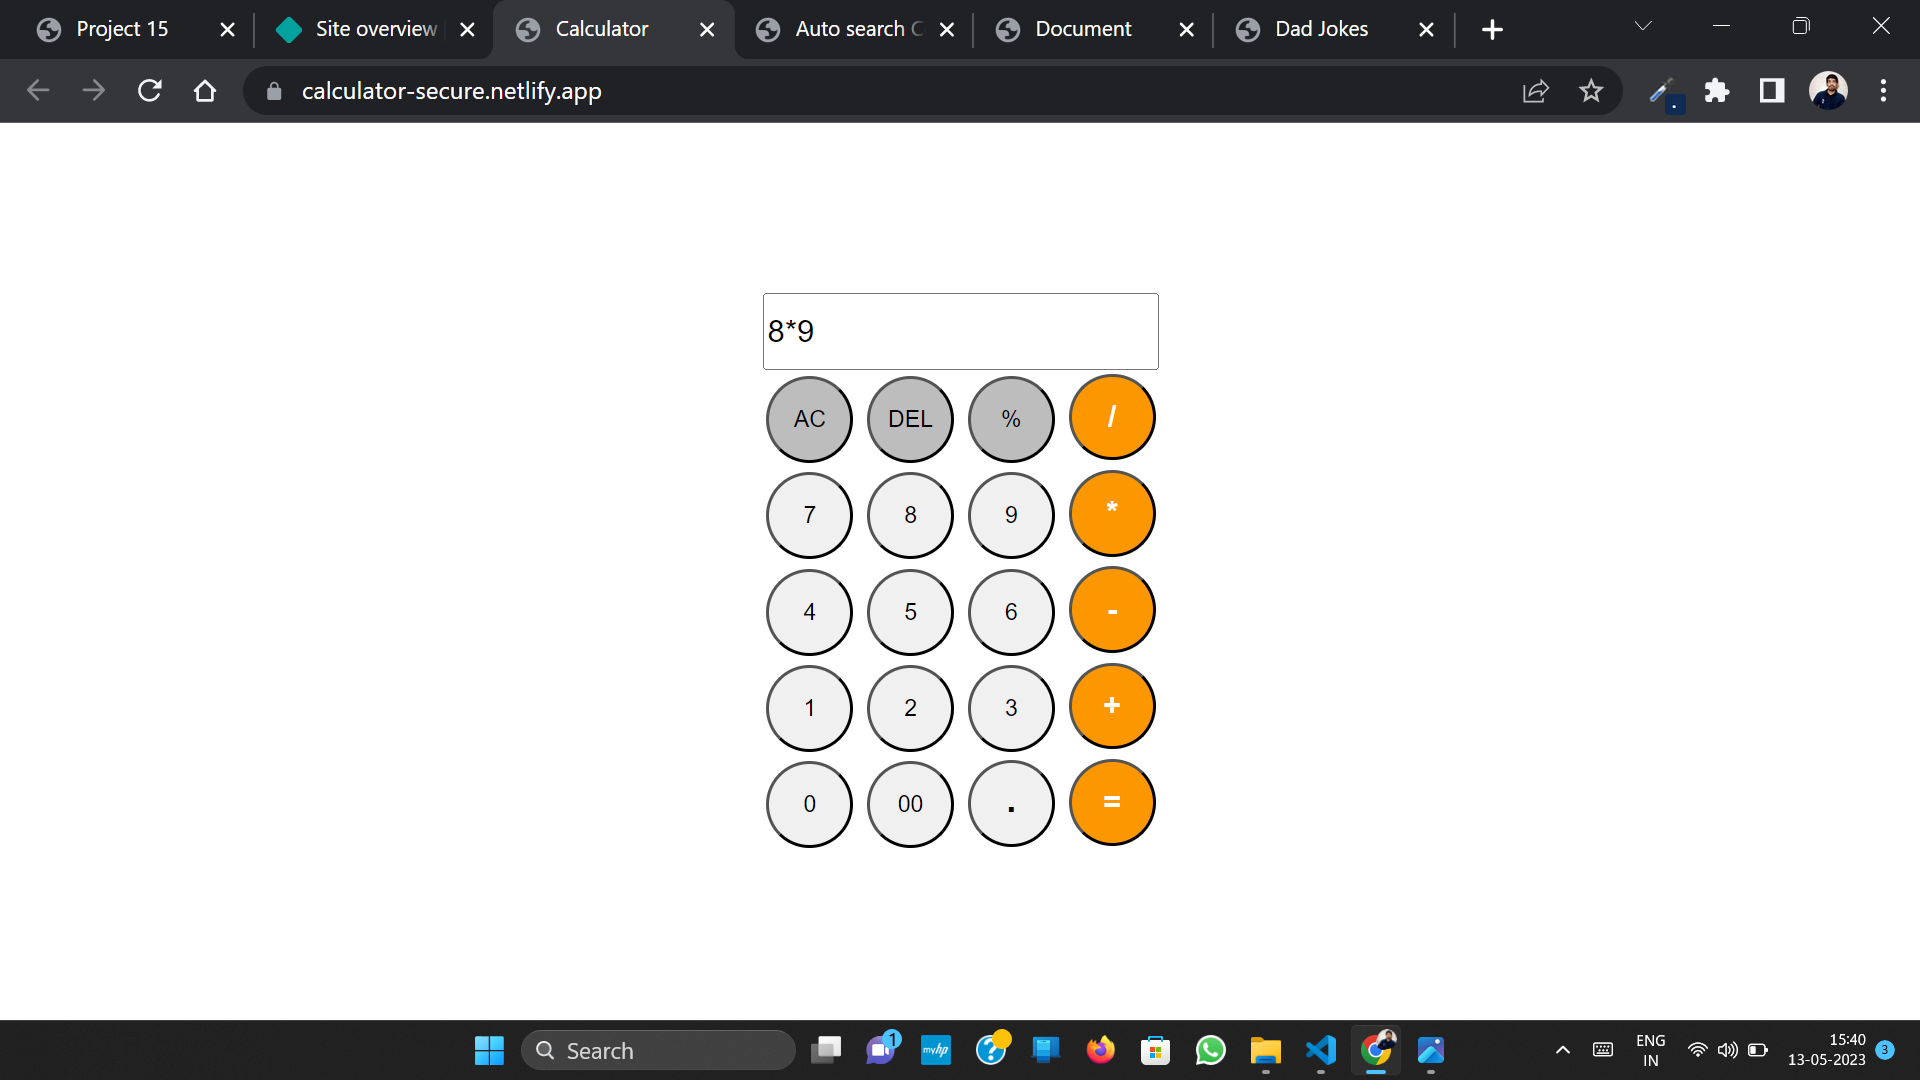 Project 15
Site overview
Calculator
Auto search C
Document
Dad Jokes
calculator-secure.netlify.app
8*9
AC DEL % /
7 8 9 *
4 5 6 -
1 2 3 +
0 00 . =
Search
1
myhp
ENG
IN
15:40
13-05-2023
3